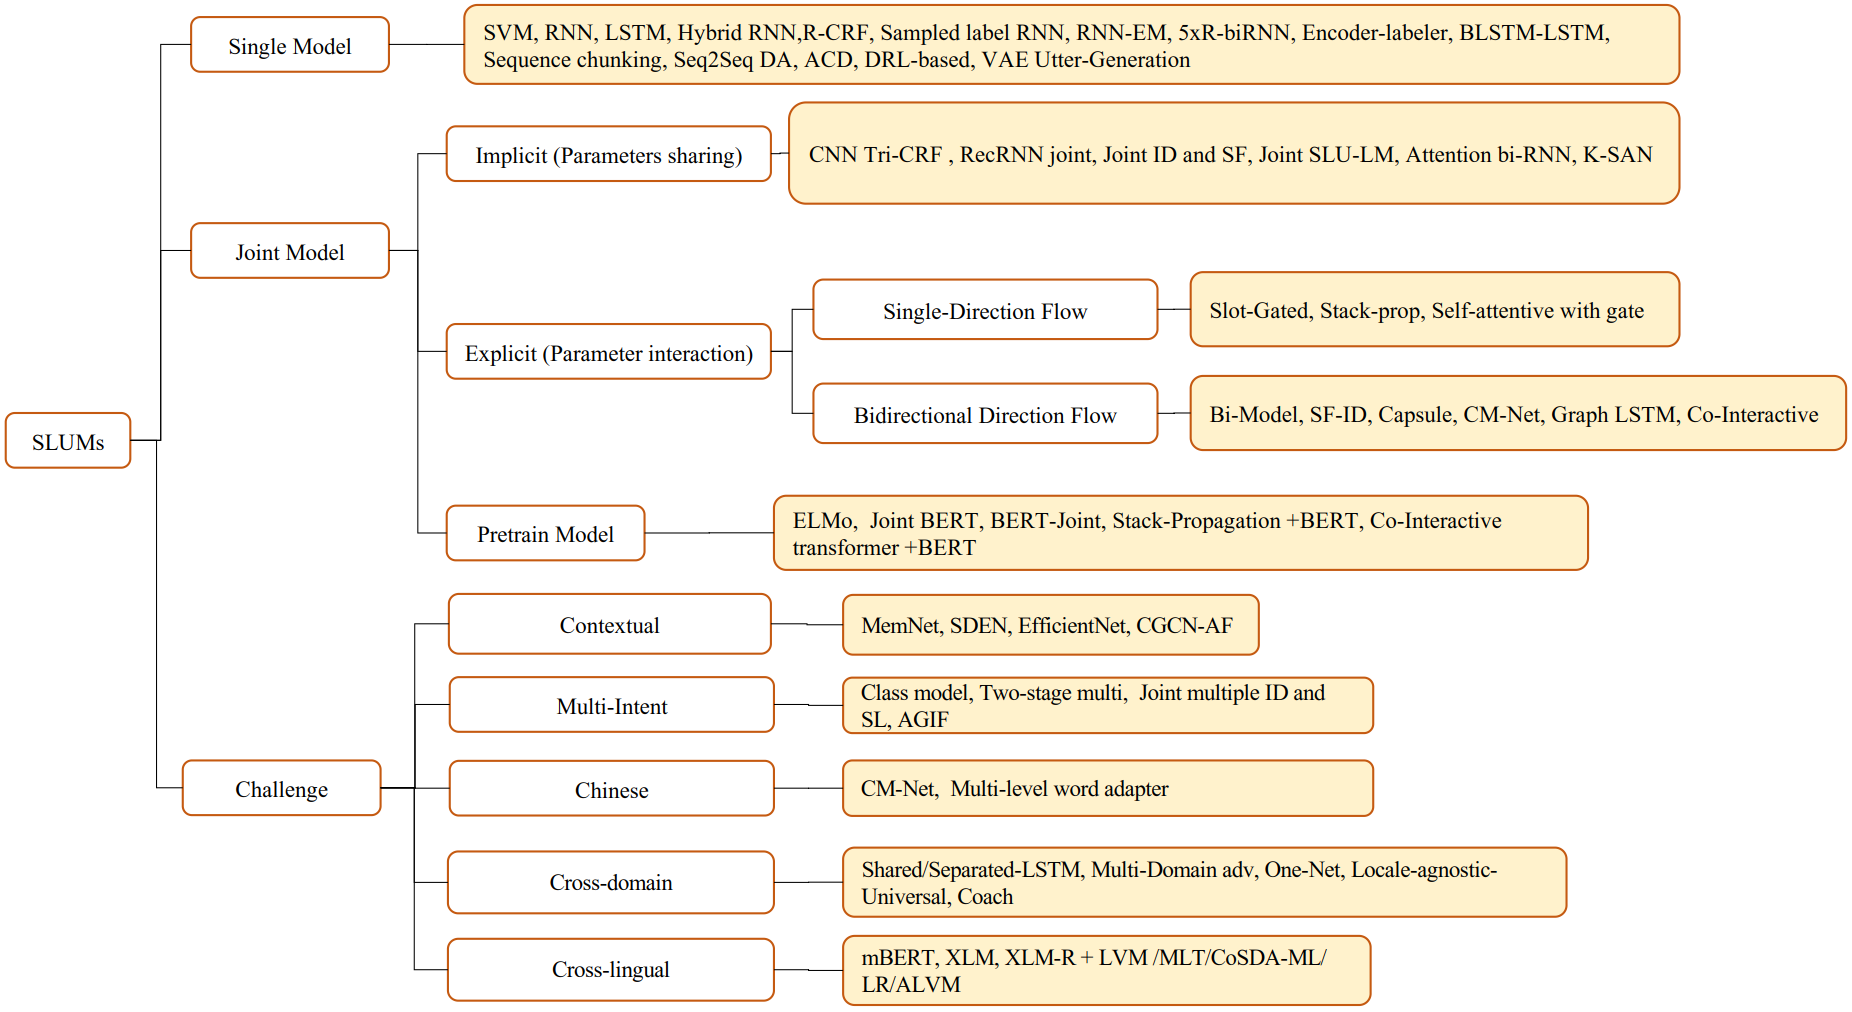 Single Model
SVM, RNN, LSTM, Hybrid RNN,R-CRF, Sampled label RNN, RNN-EM, 5xR-biRNN, Encoder-labeler, BLSTM-LSTM,
Sequence chunking, Seq2Seq DA, ACD, DRL-based, VAE Utter-Generation
Implicit (Parameters sharing)
CNN Tri-CRF , RecRNN joint, Joint ID and SF, Joint SLU-LM, Attention bi-RNN, K-SAN
Joint Model
Single-Direction Flow
Slot-Gated, Stack-prop, Self-attentive with gate
Explicit (Parameter interaction)
Bidirectional Direction Flow
Bi-Model, SF-ID, Capsule, CM-Net, Graph LSTM, Co-Interactive
SLUMs
Pretrain Model
ELMo,  Joint BERT, BERT-Joint, Stack-Propagation +BERT, Co-Interactive
transformer +BERT
Contextual
MemNet, SDEN, EfficientNet, CGCN-AF
Multi-Intent
Class model, Two-stage multi,  Joint multiple ID and
SL, AGIF
Challenge
Chinese
CM-Net,  Multi-level word adapter
Cross-domain
Shared/Separated-LSTM, Multi-Domain adv, One-Net, Locale-agnostic-
Universal, Coach
Cross-lingual
mBERT, XLM, XLM-R + LVM /MLT/CoSDA-ML/
LR/ALVM